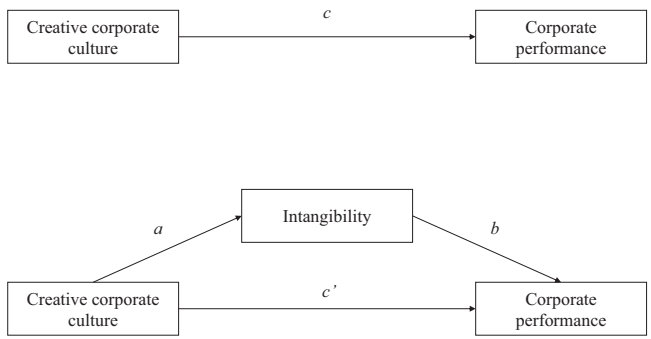 c
Creative corporate
culture
Corporate
performance
Intangibility
a
b
c’
Creative corporate
culture
Corporate
performance